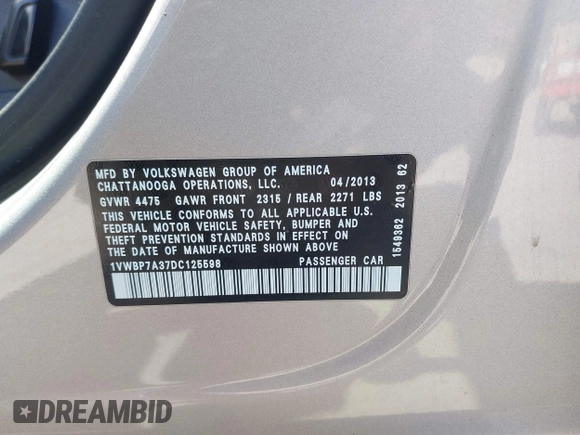 MFD BY VOLKSWAGEN GROUP OF AMERICA
CHATTANOOGA OPERATIONS, LLC. 04/2013
GVWR 4475 GAWR FRONT 2315 / REAR 2271 LBS
THIS VEHICLE CONFORMS TO ALL APPLICABLE U.S.
FEDERAL MOTOR VEHICLE SAFETY, BUMPER AND
THEFT PREVENTION STANDARDS IN EFFECT ON
THE DATE OF MANUFACTURE SHOWN ABOVE.
1VWBP7A37DC125598 PASSENGER CAR
1549362 2013 62
DREAMBID